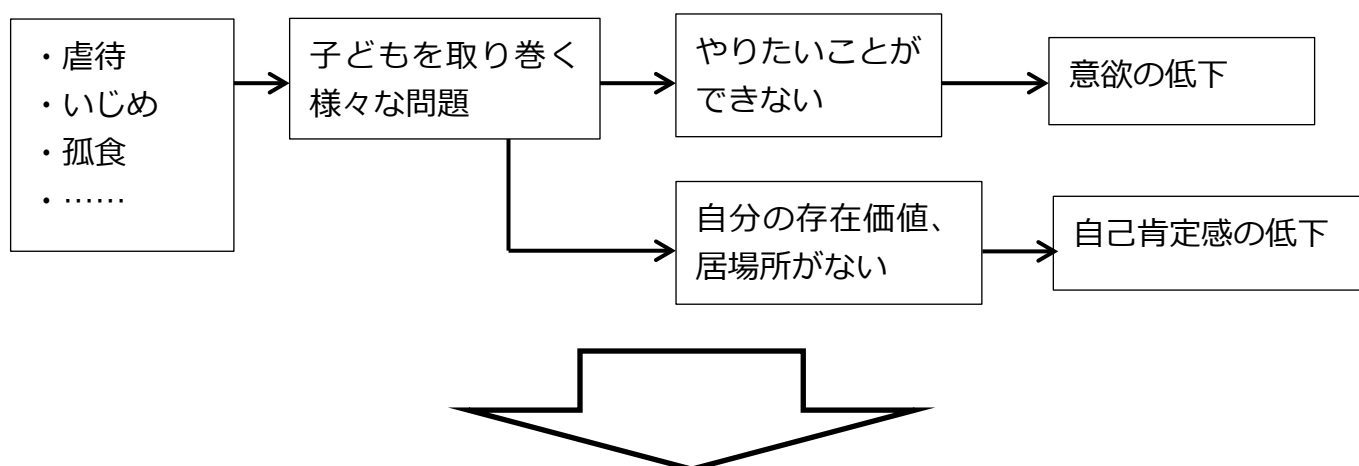 ・虐待
・いじめ
・孤食
・……
子どもを取り巻く
様々な問題
やりたいことが
できない
意欲の低下
自分の存在価値、
居場所がない
自己肯定感の低下